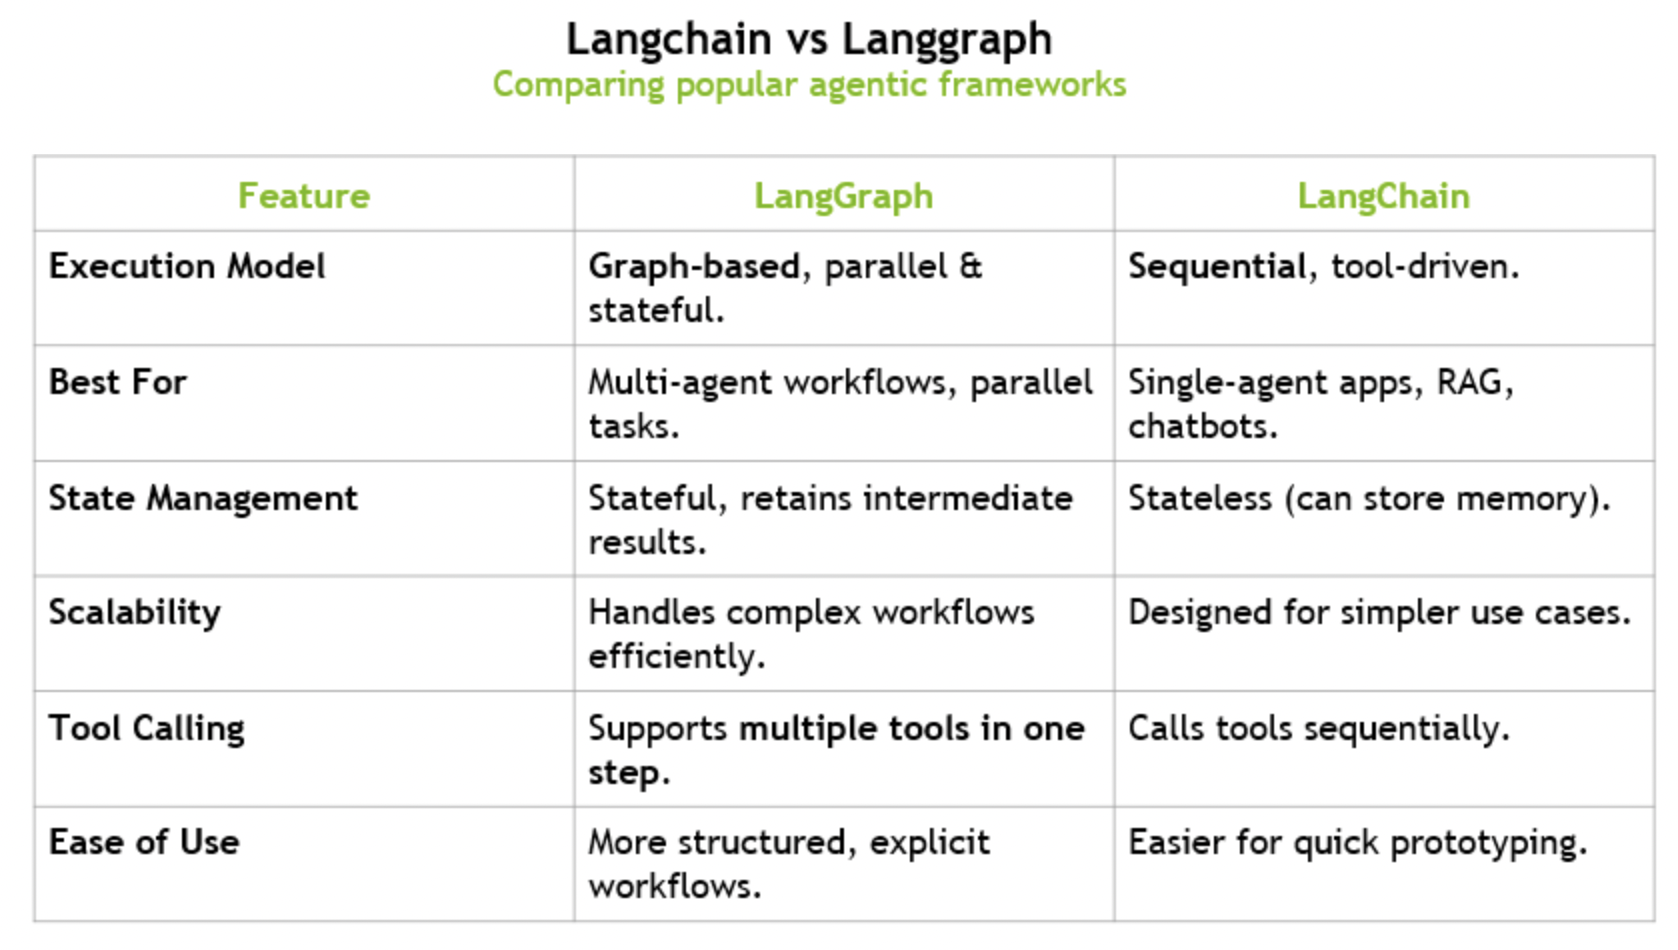 Langchain vs Langgraph
Comparing popular agentic frameworks
Feature
LangGraph
LangChain
Execution Model
Graph-based, parallel &
stateful.
Sequential, tool-driven.
Best For
Multi-agent workflows, parallel
tasks.
Single-agent apps, RAG,
chatbots.
State Management
Stateful, retains intermediate
results.
Stateless (can store memory).
Scalability
Handles complex workflows
efficiently.
Designed for simpler use cases.
Tool Calling
Supports multiple tools in one
step.
Calls tools sequentially.
Ease of Use
More structured, explicit
workflows.
Easier for quick prototyping.